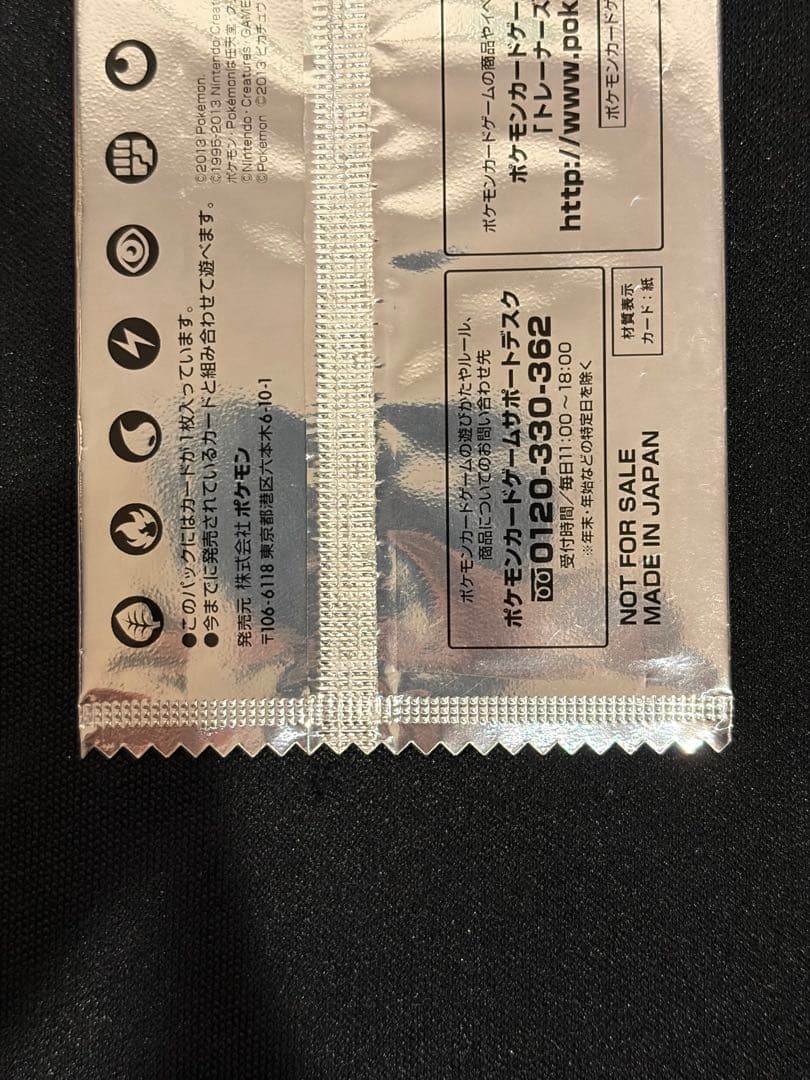 ●このパックにはカードが1枚入っています。
●今までに発売されているカードと組み合わせて遊べます。
発売元 株式会社 ポケモン
〒106-6118 東京都港区六本木6-10-1
©2013 Pokémon.
©1995-2013 Nintendo/Creat
ポケモン・Pokémonは任天堂・ク
©Nintendo・Creatures・GAME
©Pokémon ©2013 ピカチュウ
ポケモンカードゲームの遊びかたやルール、
商品についてのお問い合わせ先
ポケモンカードゲームサポートデスク
0120-330-362
受付時間/毎日11:00~18:00
※年末・年始などの特定日を除く
ポケモンカードゲームの商品やイベ
ポケモンカードゲー
「トレーナーズ
http://www.pok
ポケモンカードゲ
材質表示
カード:紙
NOT FOR SALE
MADE IN JAPAN